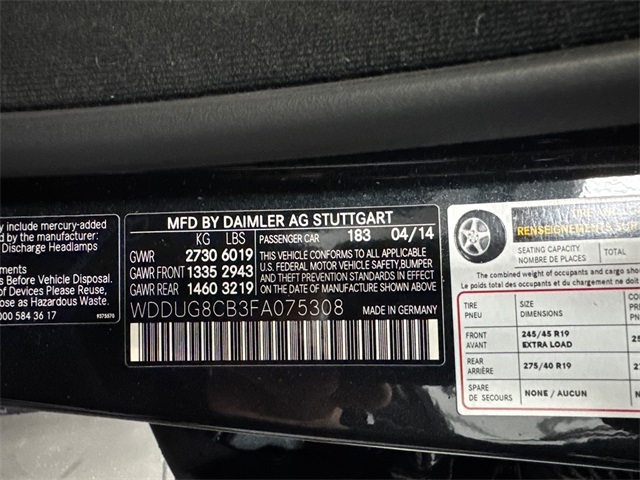 y include mercury-added
d by the manufacturer:
e Discharge Headlamps
ements
s Before Vehicle Disposal.
of Devices Please Reuse,
as Hazardous Waste.
000 584 36 17
MFD BY DAIMLER AG STUTTGART
KG LBS PASSENGER CAR 183 04/14
GVWR 2730 6019
GAWR FRONT 1335 2943
GAWR REAR 1460 3219
THIS VEHICLE CONFORMS TO ALL APPLICABLE
U.S. FEDERAL MOTOR VEHICLE SAFETY, BUMPER
AND THEFT PREVENTION STANDARDS IN EFFECT
ON THE DATE OF MANUFACTURE SHOWN ABOVE.
WDDUG8CB3FA075308 MADE IN GERMANY
RENSEIGNEMENTS SUR
SEATING CAPACITY TOTAL
NOMBRE DE PLACES
The combined weight of occupants and cargo shou
Le poids total des occupants et du chargement
TIRE SIZE
PNEU DIMENSIONS
FRONT 245/45 R19
AVANT EXTRA LOAD
REAR 275/40 R19
ARRIÈRE
SPARE NONE / AUCUN
DE SECOURS